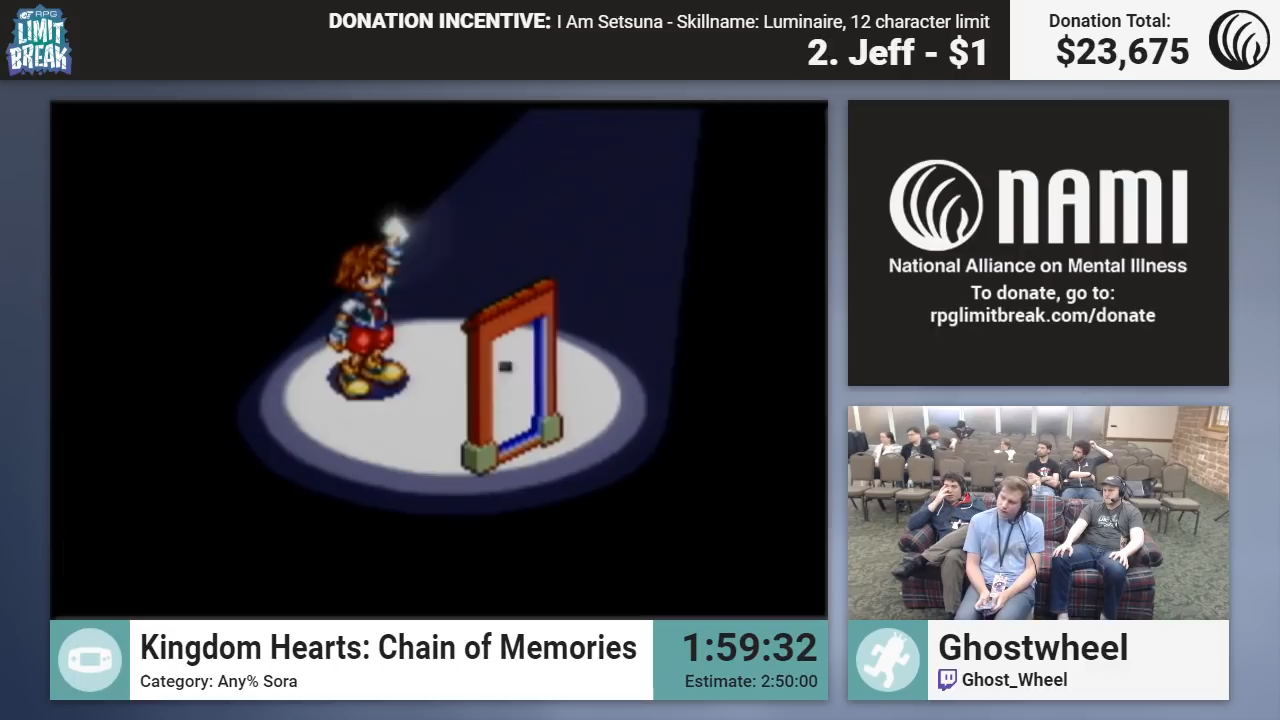 RPG
LIMIT
BREAK
DONATION INCENTIVE: I Am Setsuna - Skillname: Luminaire, 12 character limit
2. Jeff - $1
Donation Total:
$23,675
NAMI
National Alliance on Mental Illness
To donate, go to:
rpglimitbreak.com/donate
Kingdom Hearts: Chain of Memories
Category: Any% Sora
1:59:32
Estimate: 2:50:00
Ghostwheel
Ghost_Wheel